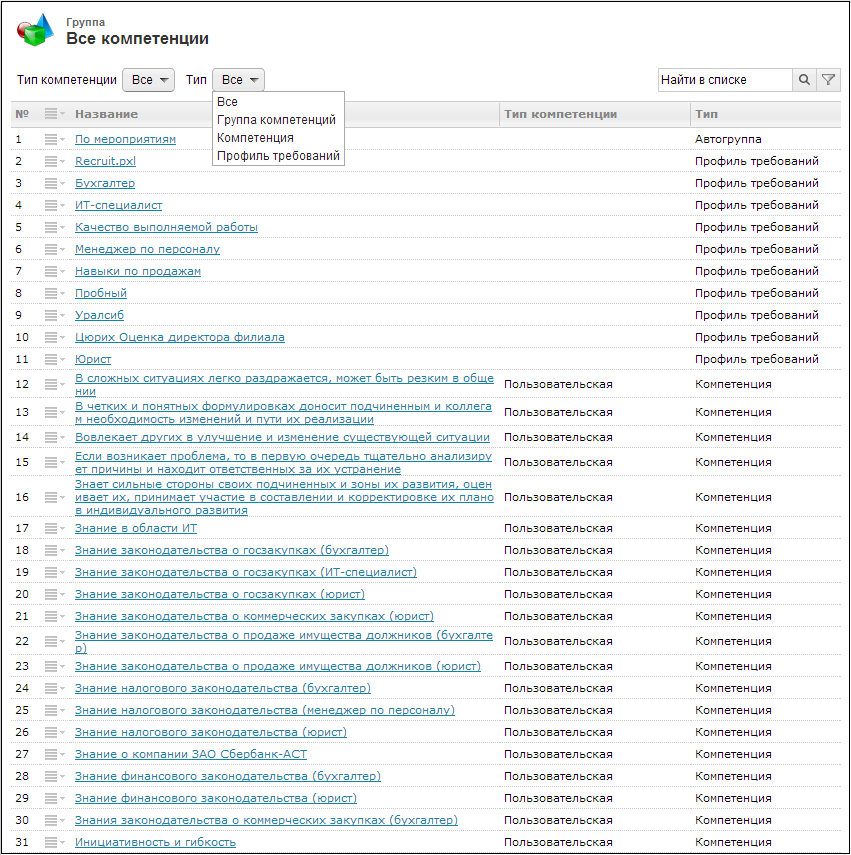 Группа
Все компетенции
Тип компетенции Все Тип Все Найти в списке
Все
Группа компетенций
Компетенция
Профиль требований
№ Название Тип компетенции Тип
1 По мероприятиям Автогруппа
2 Recruit.pxl Профиль требований
3 Бухгалтер Профиль требований
4 ИТ-специалист Профиль требований
5 Качество выполняемой работы Профиль требований
6 Менеджер по персоналу Профиль требований
7 Навыки по продажам Профиль требований
8 Пробный Профиль требований
9 Уралсиб Профиль требований
10 Цюрих Оценка директора филиала Профиль требований
11 Юрист Профиль требований
12 В сложных ситуациях легко раздражается, может быть резким в обще Пользовательская Компетенция
нии
13 В четких и понятных формулировках доносит подчиненным и коллега Пользовательская Компетенция
м необходимость изменений и пути их реализации
14 Вовлекает других в улучшение и изменение существующей ситуации Пользовательская Компетенция
15 Если возникает проблема, то в первую очередь тщательно анализиру Пользовательская Компетенция
ет причины и находит ответственных за их устранение
16 Знает сильные стороны своих подчиненных и зоны их развития, оцен Пользовательская Компетенция
ивает их, принимает участие в составлении и корректировке их плано
в индивидуального развития
17 Знание в области ИТ Пользовательская Компетенция
18 Знание законодательства о госзакупках (бухгалтер) Пользовательская Компетенция
19 Знание законодательства о госзакупках (ИТ-специалист) Пользовательская Компетенция
20 Знание законодательства о госзакупках (юрист) Пользовательская Компетенция
21 Знание законодательства о коммерческих закупках (юрист) Пользовательская Компетенция
22 Знание законодательства о продаже имущества должников (бухгалте Пользовательская Компетенция
р)
23 Знание законодательства о продаже имущества должников (юрист) Пользовательская Компетенция
24 Знание налогового законодательства (бухгалтер) Пользовательская Компетенция
25 Знание налогового законодательства (менеджер по персоналу) Пользовательская Компетенция
26 Знание налогового законодательства (юрист) Пользовательская Компетенция
27 Знание о компании ЗАО Сбербанк-АСТ Пользовательская Компетенция
28 Знание финансового законодательства (бухгалтер) Пользовательская Компетенция
29 Знание финансового законодательства (юрист) Пользовательская Компетенция
30 Знания законодательства о коммерческих закупках (бухгалтер) Пользовательская Компетенция
31 Инициативность и гибкость Пользовательская Компетенция